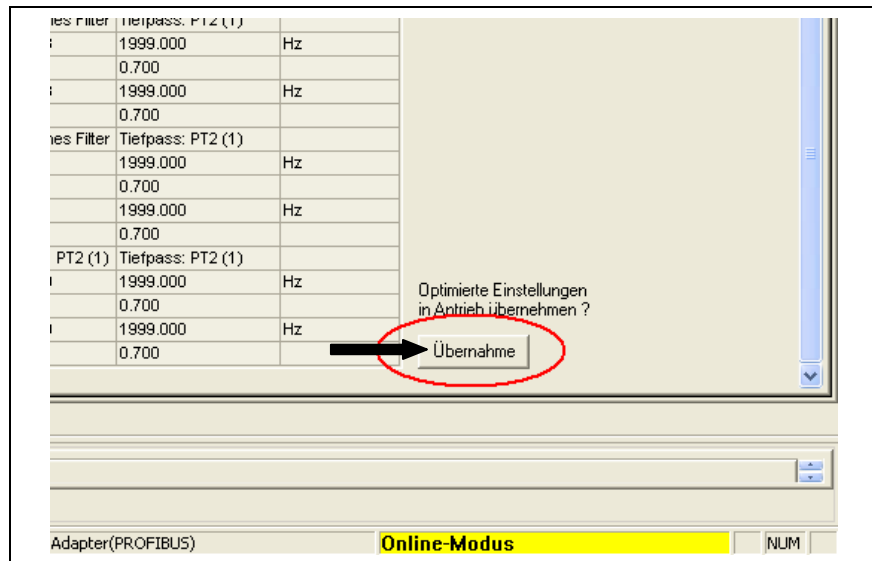 nes Filter Tiefpass: PT2 (1)
3 1999.000 Hz
0.700
1999.000 Hz
0.700
nes Filter Tiefpass: PT2 (1)
1999.000 Hz
0.700
1999.000 Hz
0.700
PT2 (1) Tiefpass: PT2 (1)
1999.000 Hz
0.700
1999.000 Hz
0.700
Optimierte Einstellungen
in Antrieb übernehmen ?
Übernahme
Adapter(PROFIBUS) Online-Modus NUM